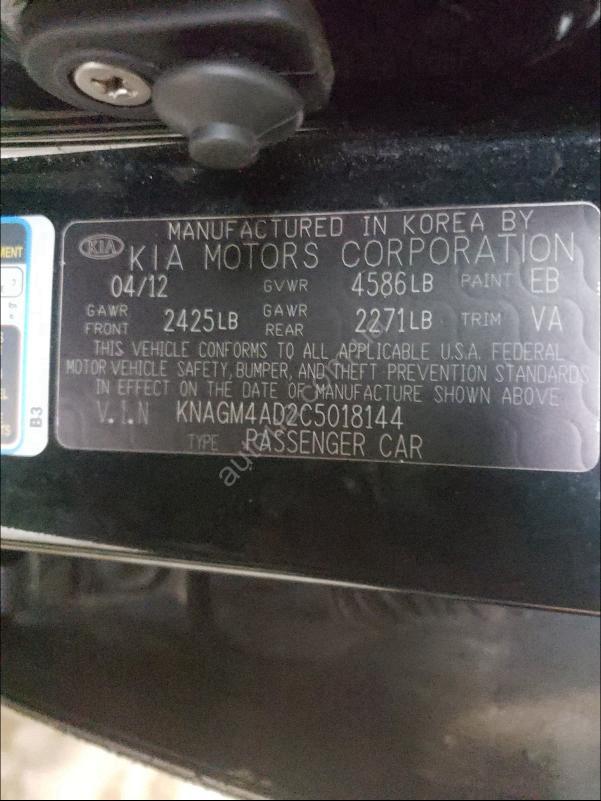 MANUFACTURED IN KOREA BY
KIA KIA MOTORS CORPORATION
04/12 GVWR 4586LB PAINT EB
GAWR FRONT 2425LB GAWR REAR 2271LB TRIM VA
THIS VEHICLE CONFORMS TO ALL APPLICABLE U.S.A. FEDERAL
MOTOR VEHICLE SAFETY, BUMPER, AND THEFT PREVENTION STANDARDS
IN EFFECT ON THE DATE OF MANUFACTURE SHOWN ABOVE
V.I.N KNAGM4AD2C5018144
TYPE PASSENGER CAR
B3